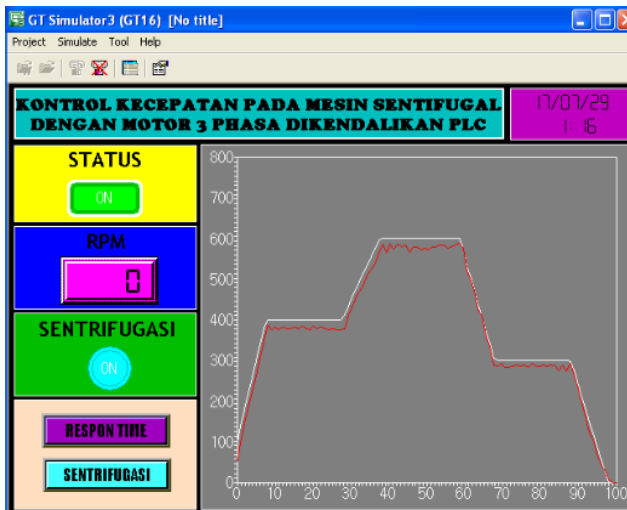 GT Simulator3 (GT16) [No title]
Project Simulate Tool Help
KONTROL KECEPATAN PADA MESIN SENTIFUGAL
DENGAN MOTOR 3 PHASA DIKENDALIKAN PLC
17/07/29
1:16
STATUS
ON
RPM
0
SENTRIFUGASI
ON
RESPON TIME
SENTRIFUGASI
800
700
600
500
400
300
200
100
0
0 10 20 30 40 50 60 70 80 90 100